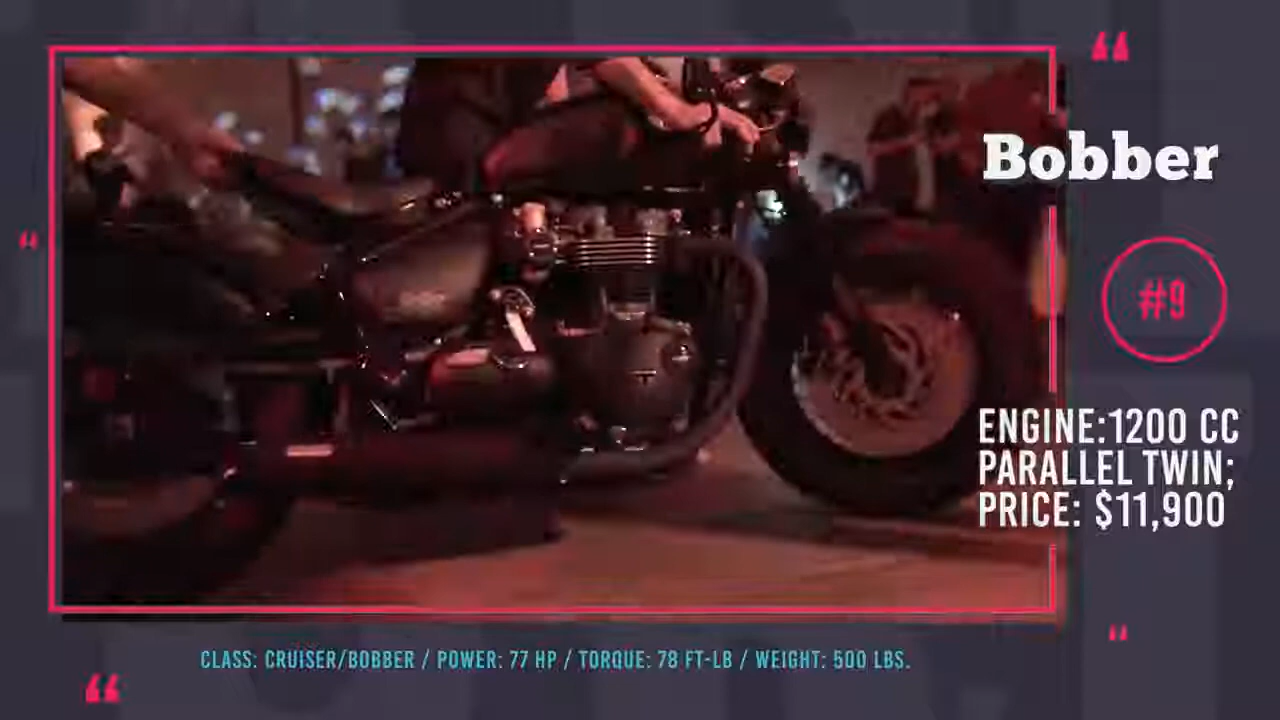 Bobber
#9
ENGINE:1200 CC
PARALLEL TWIN;
PRICE: $11,900
CLASS: CRUISER/BOBBER / POWER: 77 HP / TORQUE: 78 FT-LB / WEIGHT: 500 LBS.